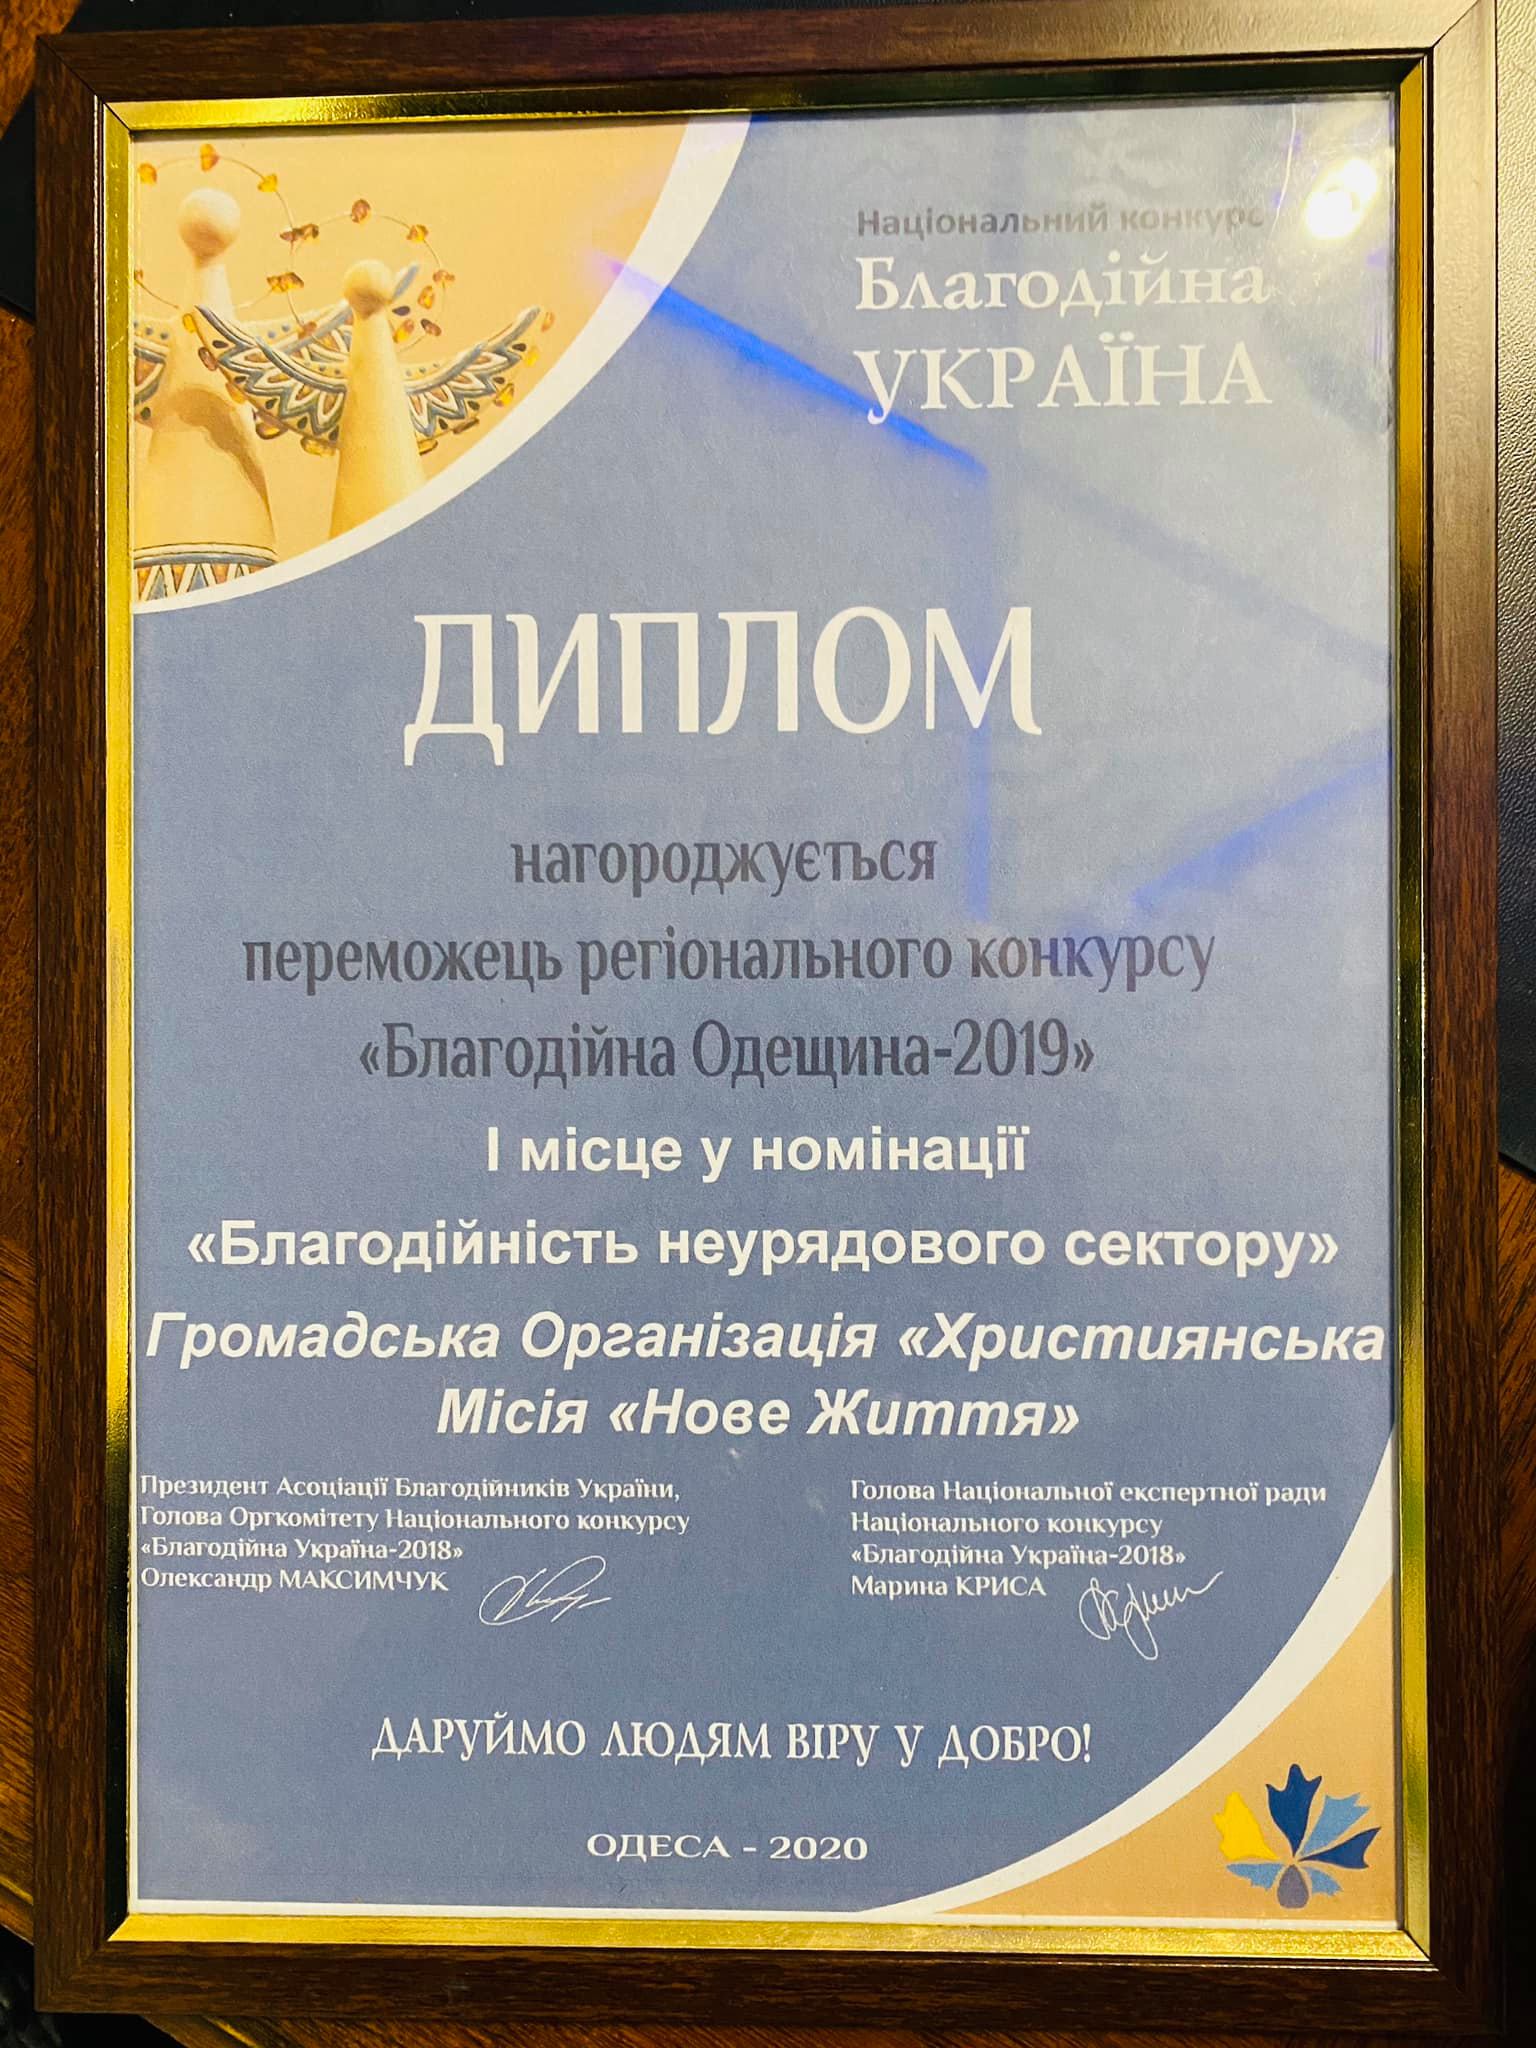 Національний конкурс
Благодійна
УКРАЇНА
ДИПЛОМ
нагороджується
переможець регіонального конкурсу
«Благодійна Одещина-2019»
І місце у номінації
«Благодійність неурядового сектору»
Громадська Організація «Християнська
Місія «Нове Життя»
Президент Асоціації Благодійників України,
Голова Оргкомітету Національного конкурсу
«Благодійна Україна-2018»
Олександр МАКСИМЧУК
Голова Національної експертної ради
Національного конкурсу
«Благодійна Україна-2018»
Марина КРИСА
ДАРУЙМО ЛЮДЯМ ВІРУ У ДОБРО!
ОДЕСА - 2020